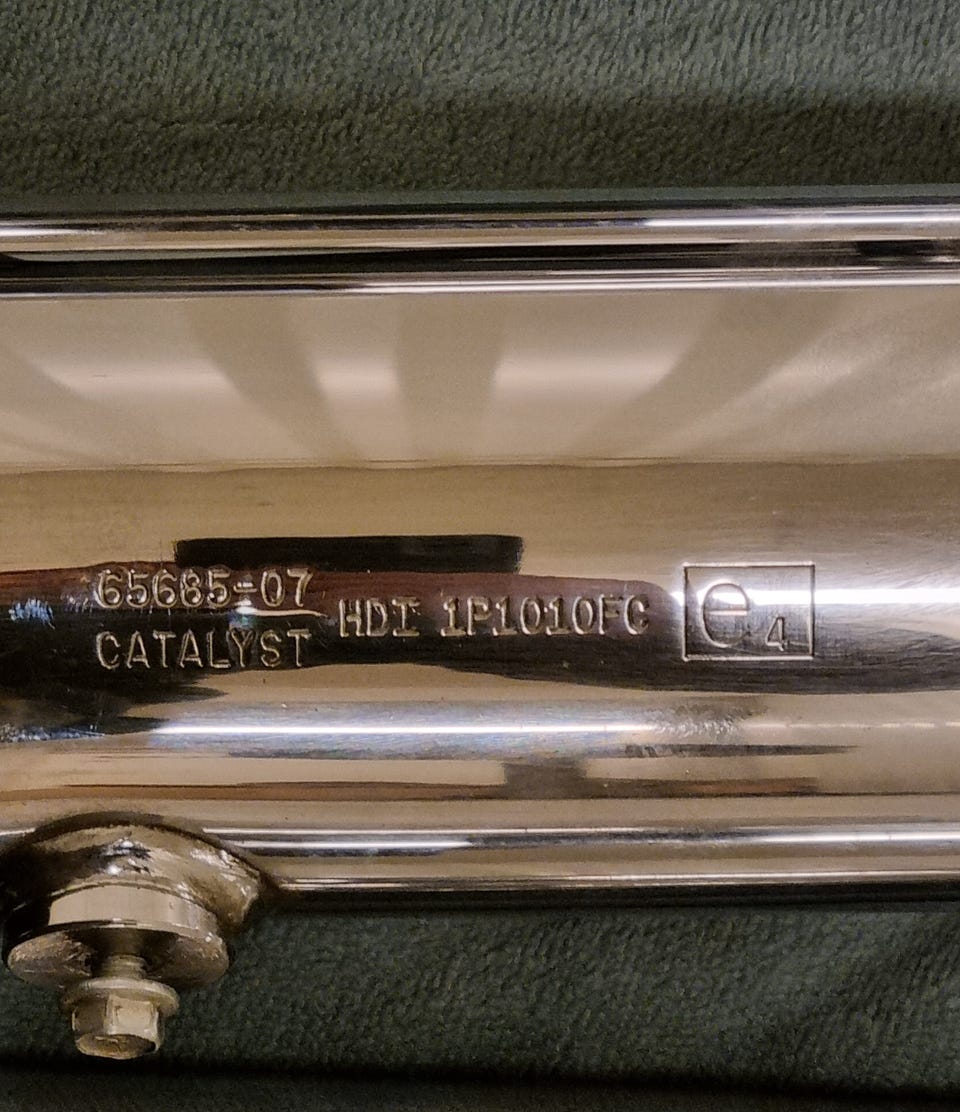 65685-07
CATALYST
HDI 1P1010FC
e4